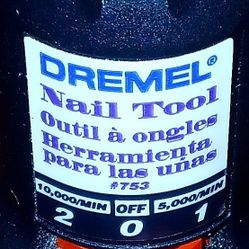 DREMEL®
Nail Tool
Outil à ongles
Herramienta
para las uñas
#753
10,000/MIN OFF 5,000/MIN
2 0 1